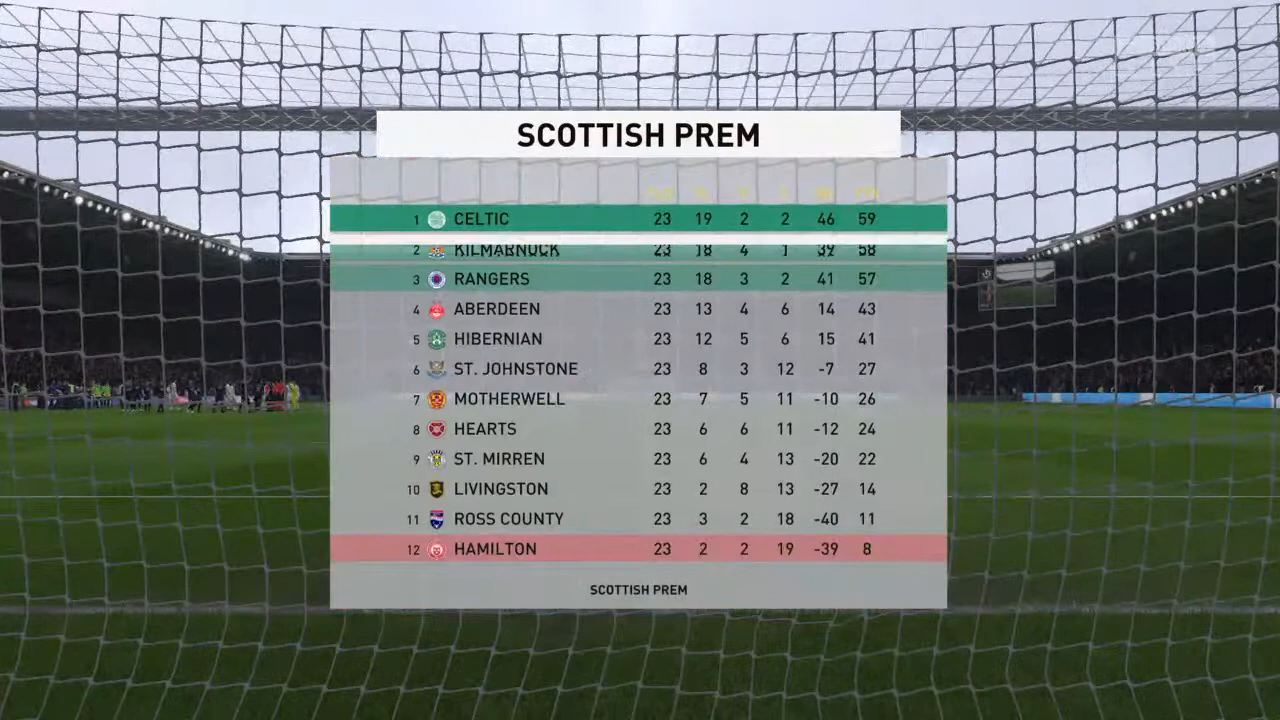 SCOTTISH PREM
1 CELTIC 23 19 2 2 46 59
2 KILMARNOCK 23 18 4 1 39 58
3 RANGERS 23 18 3 2 41 57
4 ABERDEEN 23 13 4 6 14 43
5 HIBERNIAN 23 12 5 6 15 41
6 ST. JOHNSTONE 23 8 3 12 -7 27
7 MOTHERWELL 23 7 5 11 -10 26
8 HEARTS 23 6 6 11 -12 24
9 ST. MIRREN 23 6 4 13 -20 22
10 LIVINGSTON 23 2 8 13 -27 14
11 ROSS COUNTY 23 3 2 18 -40 11
12 HAMILTON 23 2 2 19 -39 8
SCOTTISH PREM